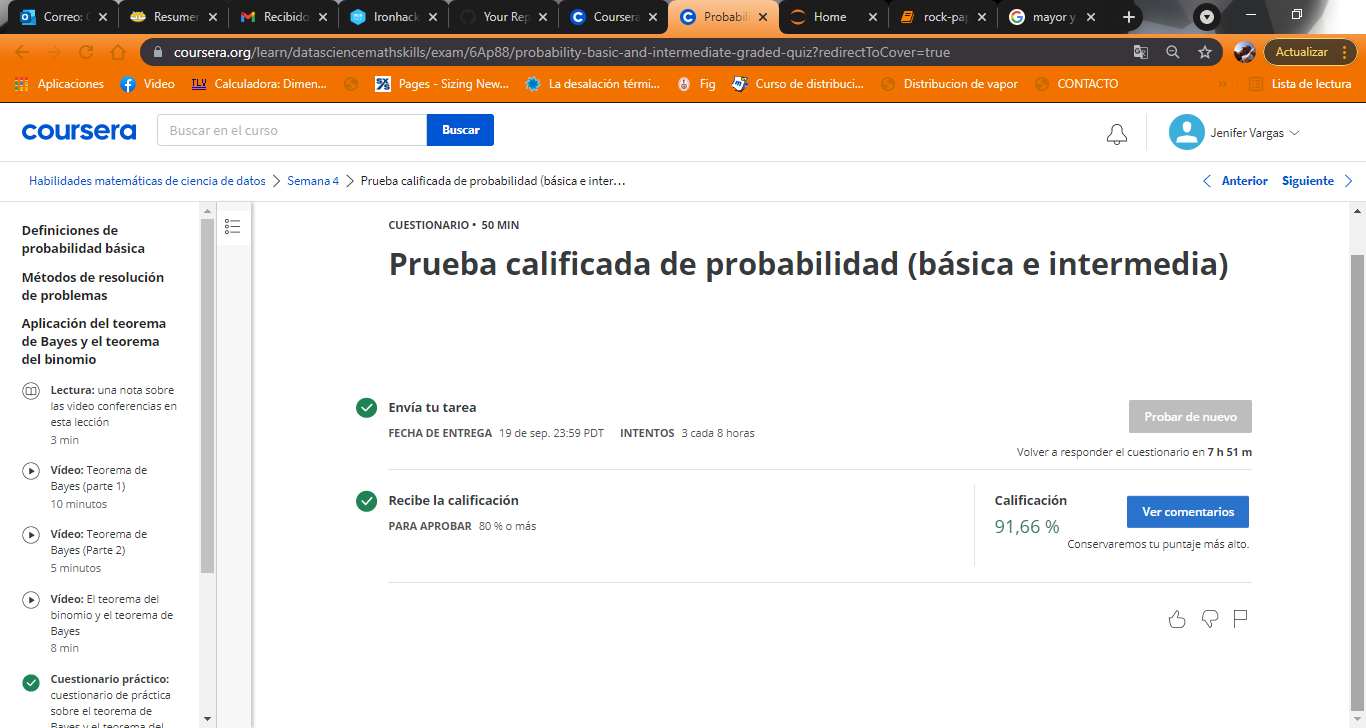 Correo: (
Resumer
Recibido
Ironhack
Your Rep
Coursera
Probabil
Home
rock-pap
mayor y
coursera.org/learn/datasciencemathskills/exam/6Ap88/probability-basic-and-intermediate-graded-quiz?redirectToCover=true
Actualizar
Aplicaciones
Video
TLV
Calculadora: Dimen...
Pages - Sizing New...
La desalación térmi...
Fig
Curso de distribuci...
Distribucion de vapor
CONTACTO
»
Lista de lectura
coursera
Buscar en el curso
Buscar
Jenifer Vargas
Habilidades matemáticas de ciencia de datos > Semana 4 > Prueba calificada de probabilidad (básica e inter...
< Anterior Siguiente >
Definiciones de
probabilidad básica
Métodos de resolución
de problemas
Aplicación del teorema
de Bayes y el teorema
del binomio
Lectura: una nota sobre
las video conferencias en
esta lección
3 min
Vídeo: Teorema de
Bayes (parte 1)
10 minutos
Vídeo: Teorema de
Bayes (Parte 2)
5 minutos
Vídeo: El teorema del
binomio y el teorema de
Bayes
8 min
Cuestionario práctico:
cuestionario de práctica
sobre el teorema de
Bayes y el teorema del
CUESTIONARIO • 50 MIN
Prueba calificada de probabilidad (básica e intermedia)
Envía tu tarea
FECHA DE ENTREGA 19 de sep. 23:59 PDT INTENTOS 3 cada 8 horas
Probar de nuevo
Volver a responder el cuestionario en 7 h 51 m
Recibe la calificación
PARA APROBAR 80 % o más
Calificación
91,66 %
Ver comentarios
Conservaremos tu puntaje más alto.